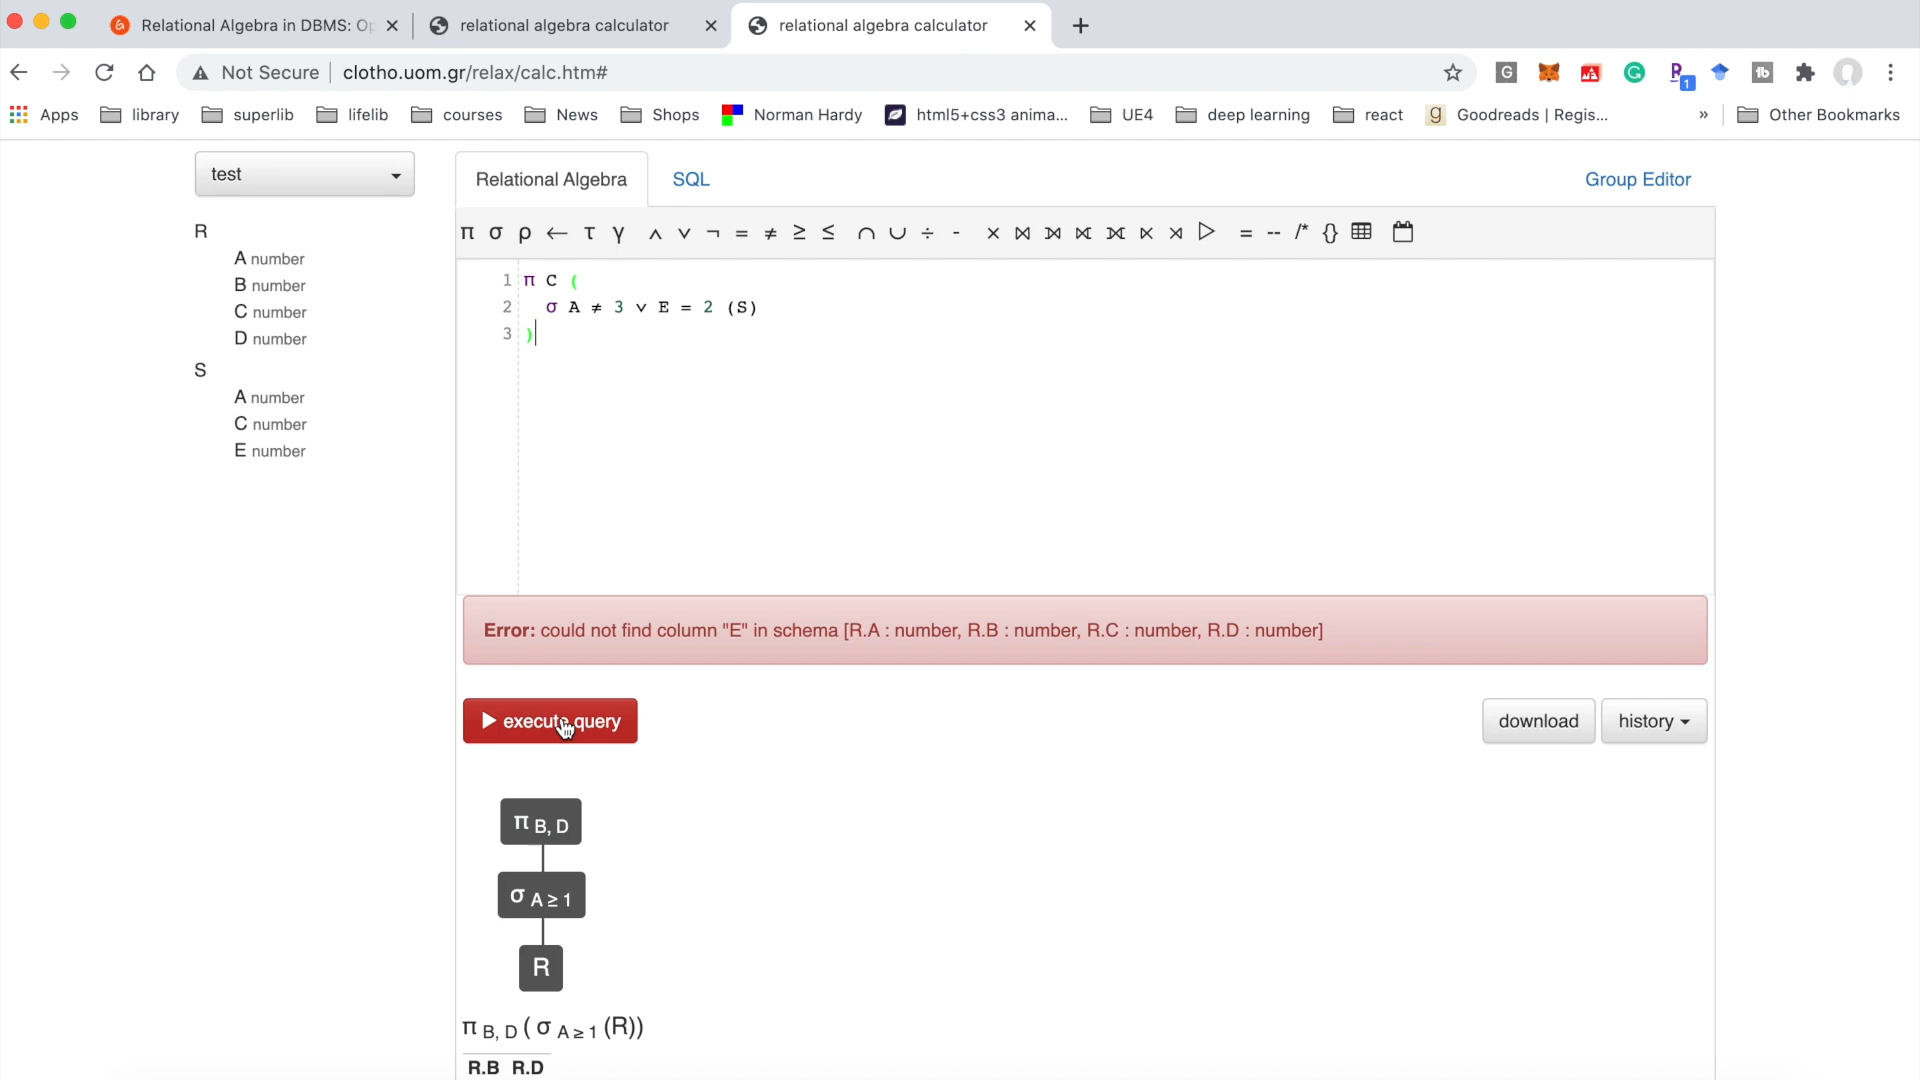 Relational Algebra in DBMS: Op
relational algebra calculator
relational algebra calculator
Not Secure
clotho.uom.gr/relax/calc.htm#
Apps library superlib lifelib courses News Shops Norman Hardy html5+css3 anima... UE4 deep learning react Goodreads | Regis... » Other Bookmarks
test
Relational Algebra
SQL
Group Editor
π σ ρ ← τ γ ∧ ∨ ¬ = ≠ ≥ ≤ ∩ ∪ ÷ - × ⨝ ⟕ ⟖ ⟗ ⋉ ⋊ ▷ = -- /* {}
R
A number
B number
C number
D number
S
A number
C number
E number
1 π C (
2 σ A ≠ 3 ∨ E = 2 (S)
3 )
Error: could not find column "E" in schema [R.A : number, R.B : number, R.C : number, R.D : number]
execute query
download
history
π B, D
σ A ≥ 1
R
π B, D ( σ A ≥ 1 (R))
R.B R.D